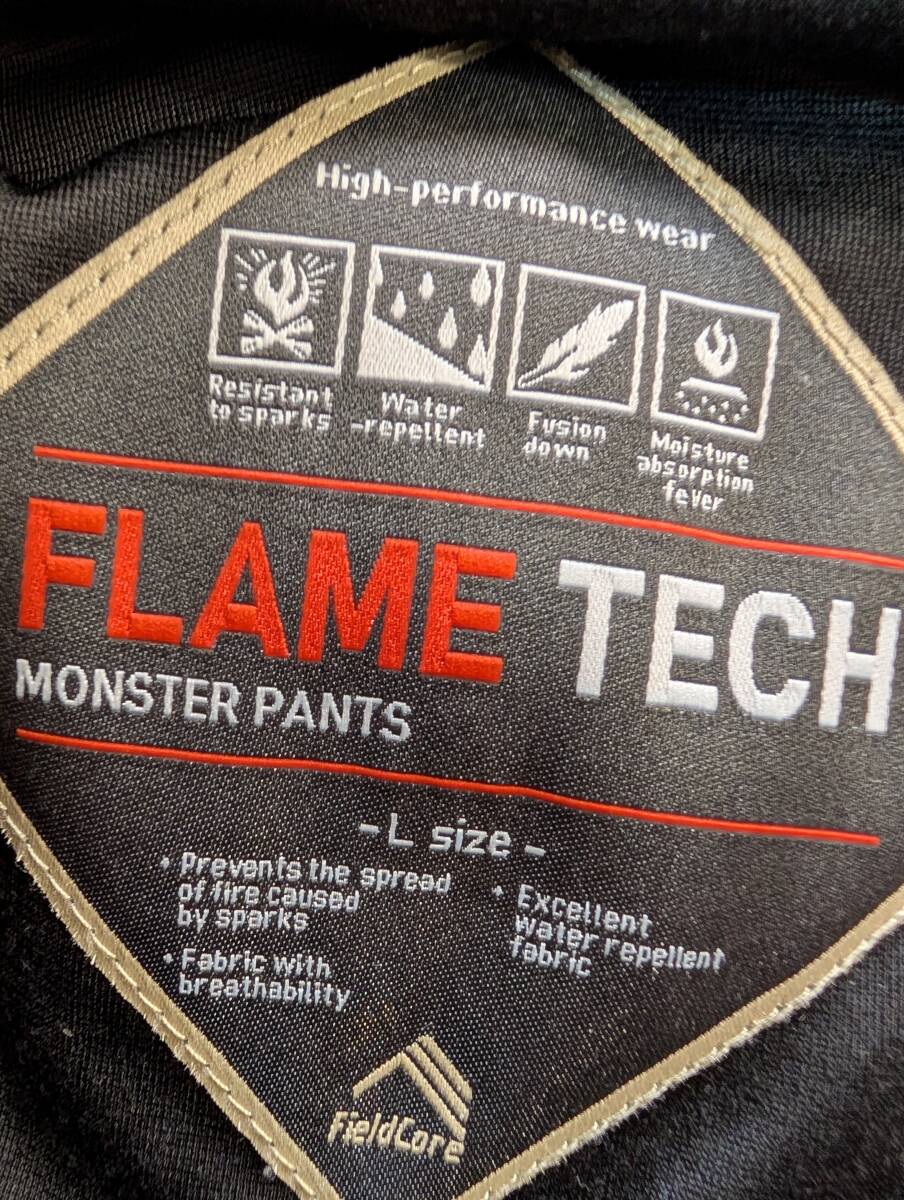 High-performance wear
Resistant
to sparks
Water
-repellent
Fusion
down
Moisture
absorption
fever
FLAME TECH
MONSTER PANTS
- L size -
• Prevents the spread
of fire caused
by sparks
• Fabric with
breathability
• Excellent
water repellent
fabric
FieldCore